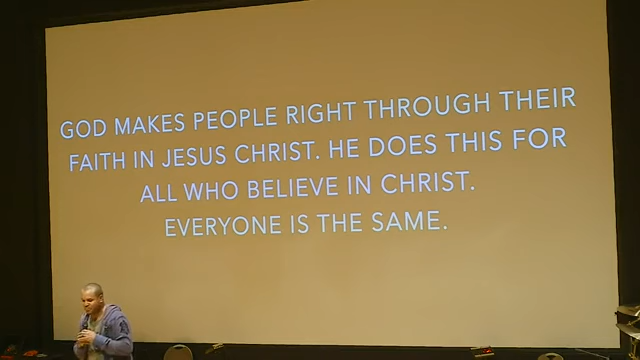 GOD MAKES PEOPLE RIGHT THROUGH THEIR
FAITH IN JESUS CHRIST. HE DOES THIS FOR
ALL WHO BELIEVE IN CHRIST.
EVERYONE IS THE SAME.